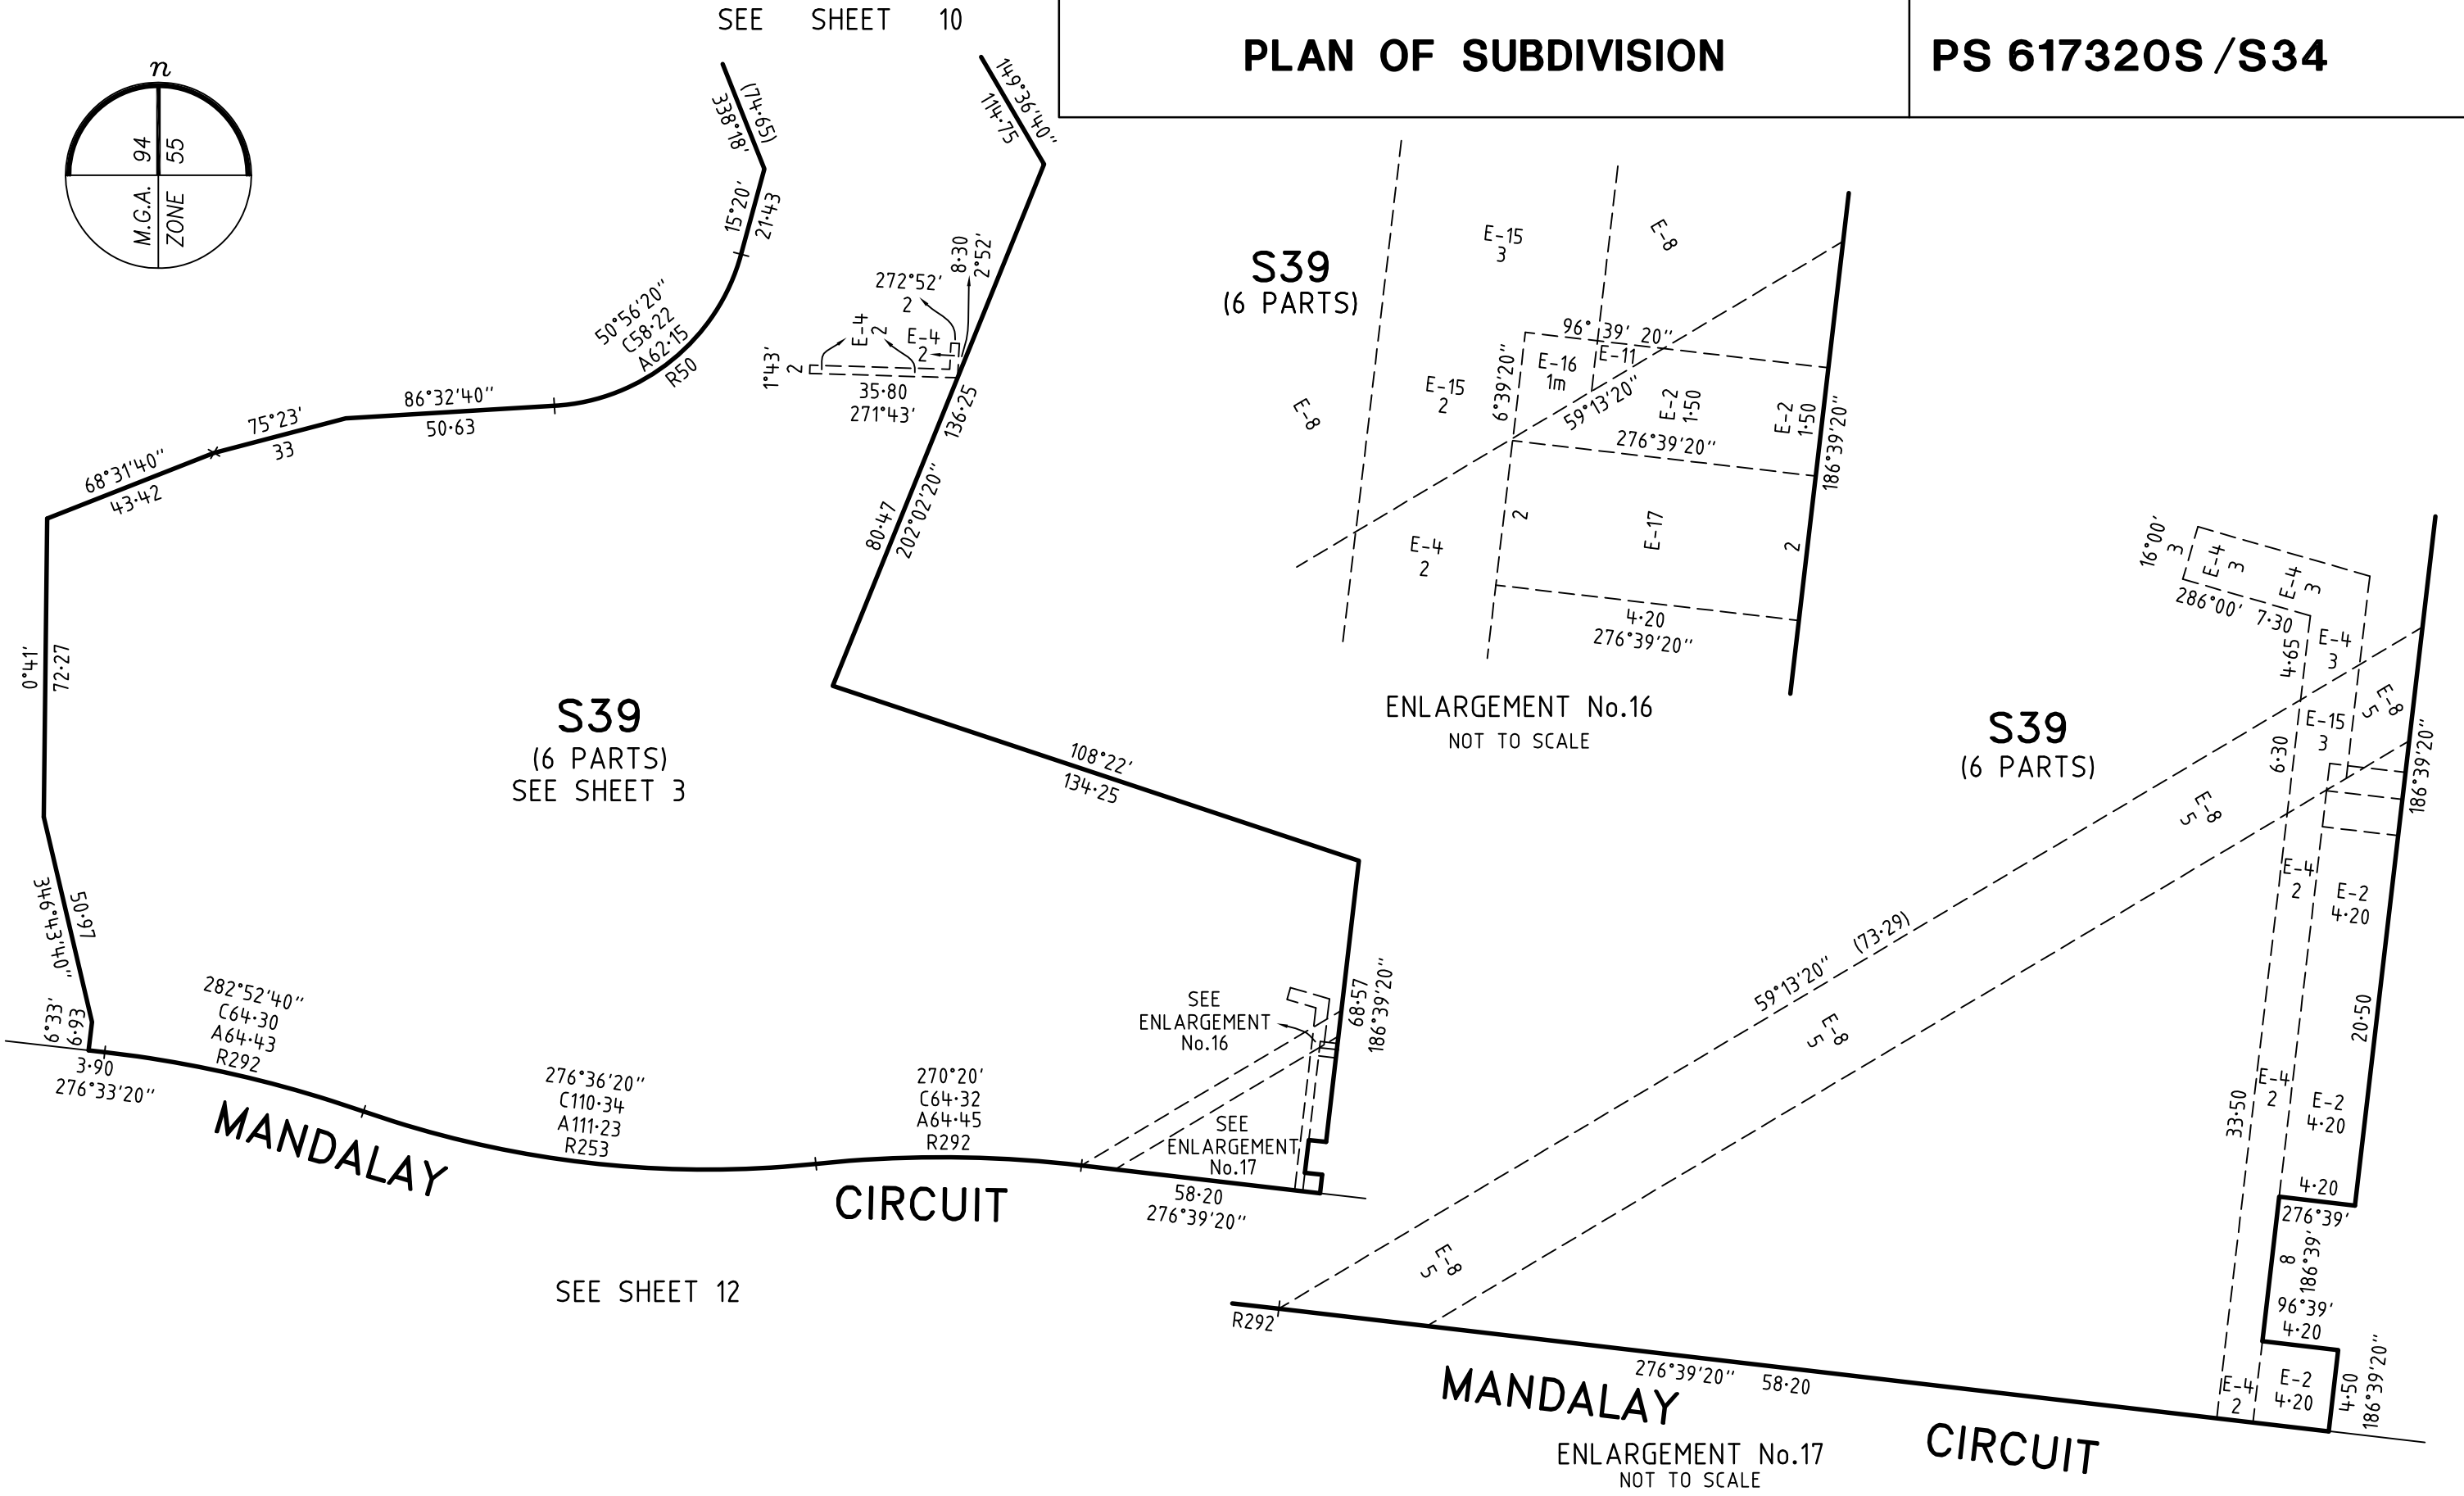 SEE SHEET 10
PLAN OF SUBDIVISION
PS 617320S /S34
n
M.G.A. 94
ZONE 55
(74·65)
338°18'
149°36'40"
114·75
15°20'
21·43
50°56'20"
C58·22
A62·15
R50
86°32'40"
50·63
75°23'
33
68°31'40"
43·42
0°41'
72·27
346°43'40"
50·97
6°33'
6·93
3·90
276°33'20"
272°52'
2
8·30
2°52'
E-4
2
E-4
2
1°43'
2
35·80
271°43'
136·25
80·47
202°02'20"
S39
(6 PARTS)
SEE SHEET 3
108°22'
134·25
68·57
186°39'20"
282°52'40"
C64·30
A64·43
R292
276°36'20"
C110·34
A111·23
R253
270°20'
C64·32
A64·45
R292
SEE
ENLARGEMENT
No.16
SEE
ENLARGEMENT
No.17
58·20
276°39'20"
MANDALAY CIRCUIT
SEE SHEET 12
S39
(6 PARTS)
E-15
3
E-8
96°39' 20"
E-16
1m
E-11
6°39'20"
E-15
2
E-8
59°13'20"
E-2
1·50
E-2
1·50
186°39'20"
276°39'20"
2
E-17
2
E-4
2
4·20
276°39'20"
ENLARGEMENT No.16
NOT TO SCALE
S39
(6 PARTS)
16°00'
3
E-4
3
E-4
3
286°00' 7·30
4·65
E-4
3
E-8
5
E-15
3
6·30
186°39'20"
E-8
5
E-4
2
E-2
4·20
59°13'20" (73·29)
E-8
5
20·50
33·50
E-4
2
E-2
4·20
4·20
276°39'
8
186°39'
96°39'
4·20
E-8
5
R292
276°39'20" 58·20
E-4
2
E-2
4·20
4·50
186°39'20"
MANDALAY CIRCUIT
ENLARGEMENT No.17
NOT TO SCALE